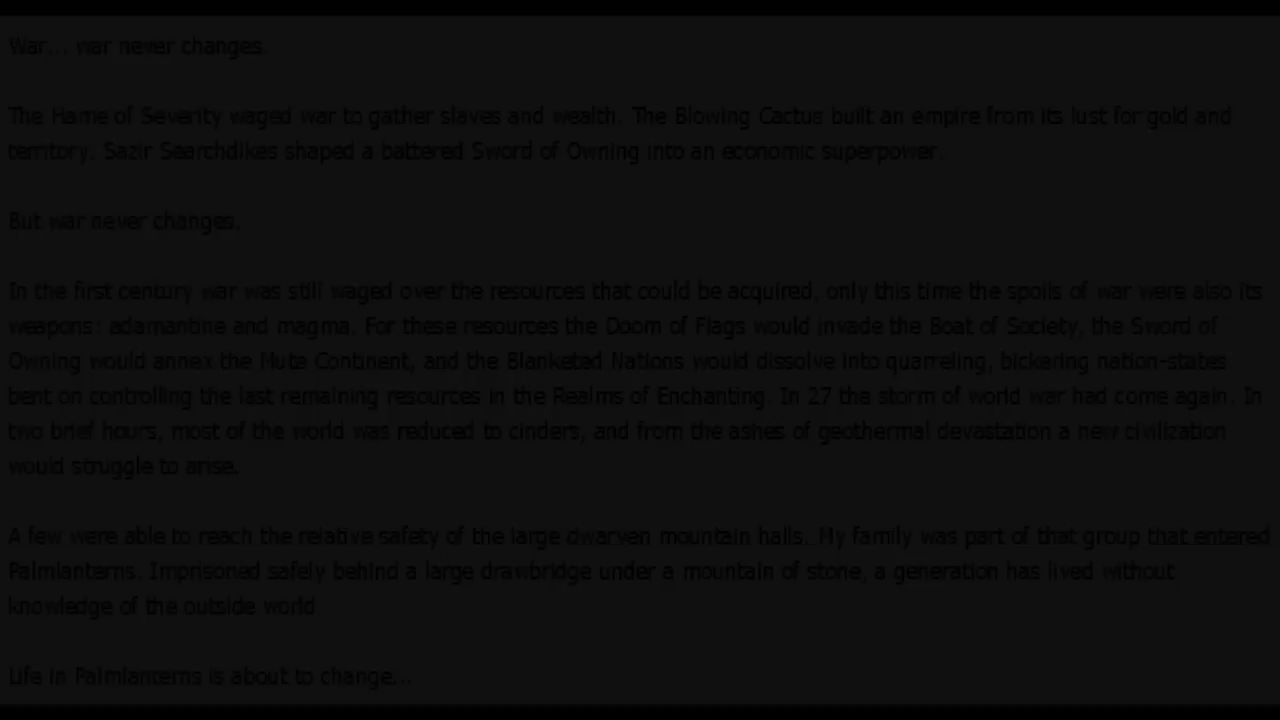 War... war never changes.
The Hame of Severity waged war to gather slaves and wealth. The Blowing Cactus built an empire from its lust for gold and
territory. Sazir Searchdikes shaped a battered Sword of Owning into an economic superpower.
But war never changes.
In the first century war was still waged over the resources that could be acquired, only this time the spoils of war were also its
weapons: adamantine and magma. For these resources the Doom of Flags would invade the Boat of Society, the Sword of
Owning would annex the Mute Continent, and the Blanketed Nations would dissolve into quarreling, bickering nation-states
bent on controlling the last remaining resources in the Realms of Enchanting. In 27 the storm of world war had come again. In
two brief hours, most of the world was reduced to cinders, and from the ashes of geothermal devastation a new civilization
would struggle to arise.
A few were able to reach the relative safety of the large dwarven mountain halls. My family was part of that group that entered
Palmlanterns. Imprisoned safely behind a large drawbridge under a mountain of stone, a generation has lived without
knowledge of the outside world.
Life in Palmlanterns is about to change...